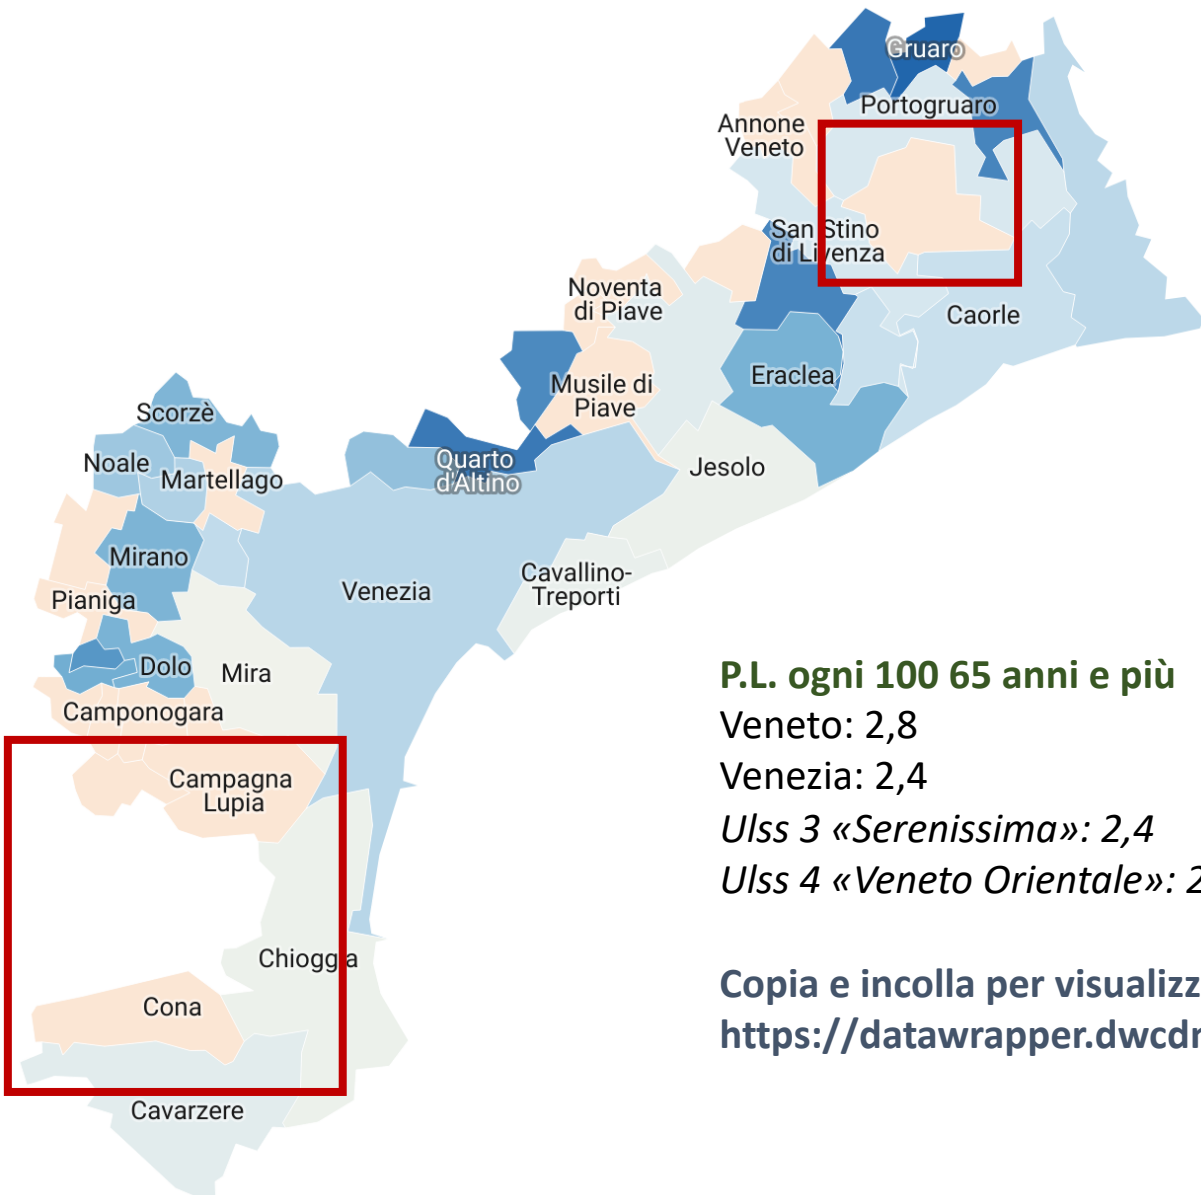 Gruaro
Portogruaro
Annone
Veneto
San Stino
di Livenza
Noventa
di Piave
Caorle
Musile di
Piave
Eraclea
Scorzè
Noale
Martellago
Quarto
d'Altino
Jesolo
Mirano
Cavallino-
Treporti
Venezia
Pianiga
Dolo
Mira
Camponogara
Campagna
Lupia
Chioggia
Cona
Cavarzere
P.L. ogni 100 65 anni e più
Veneto: 2,8
Venezia: 2,4
Ulss 3 «Serenissima»: 2,4
Ulss 4 «Veneto Orientale»: 2
Copia e incolla per visualizz
https://datawrapper.dwcdn